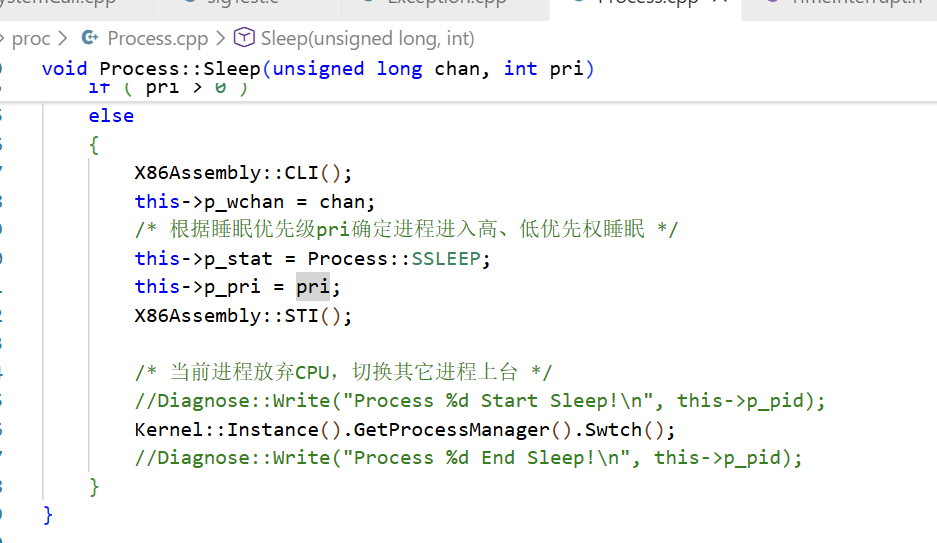 SystemCall.cpp sigTest.c Exception.cpp Process.cpp TimeInterrupt.h
proc > Process.cpp > Sleep(unsigned long, int)
void Process::Sleep(unsigned long chan, int pri)
if ( pri > 0 )
else
{
X86Assembly::CLI();
this->p_wchan = chan;
/* 根据睡眠优先级pri确定进程进入高、低优先权睡眠 */
this->p_stat = Process::SSLEEP;
this->p_pri = pri;
X86Assembly::STI();
/* 当前进程放弃CPU，切换其它进程上台 */
//Diagnose::Write("Process %d Start Sleep!\n", this->p_pid);
Kernel::Instance().GetProcessManager().Swtch();
//Diagnose::Write("Process %d End Sleep!\n", this->p_pid);
}
}